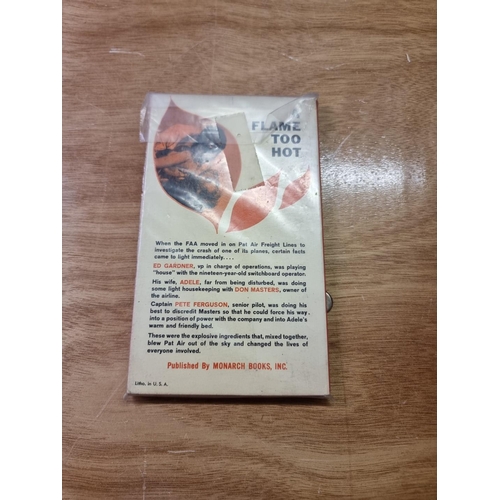 FLAME
TOO
HOT
When the FAA moved in on Pat Air Freight Lines to
investigate the crash of one of its planes, certain facts
came to light immediately. . . .
ED GARDNER, vp in charge of operations, was playing
"house" with the nineteen-year-old switchboard operator.
His wife, ADELE, far from being disturbed, was doing
some light housekeeping with DON MASTERS, owner of
the airline.
Captain PETE FERGUSON, senior pilot, was doing his
best to discredit Masters so that he could force his way
into a position of power with the company and into Adele's
warm and friendly bed.
These were the explosive ingredients that, mixed together,
blew Pat Air out of the sky and changed the lives of
everyone involved.
Published By MONARCH BOOKS, INC.
Litho. in U. S. A.